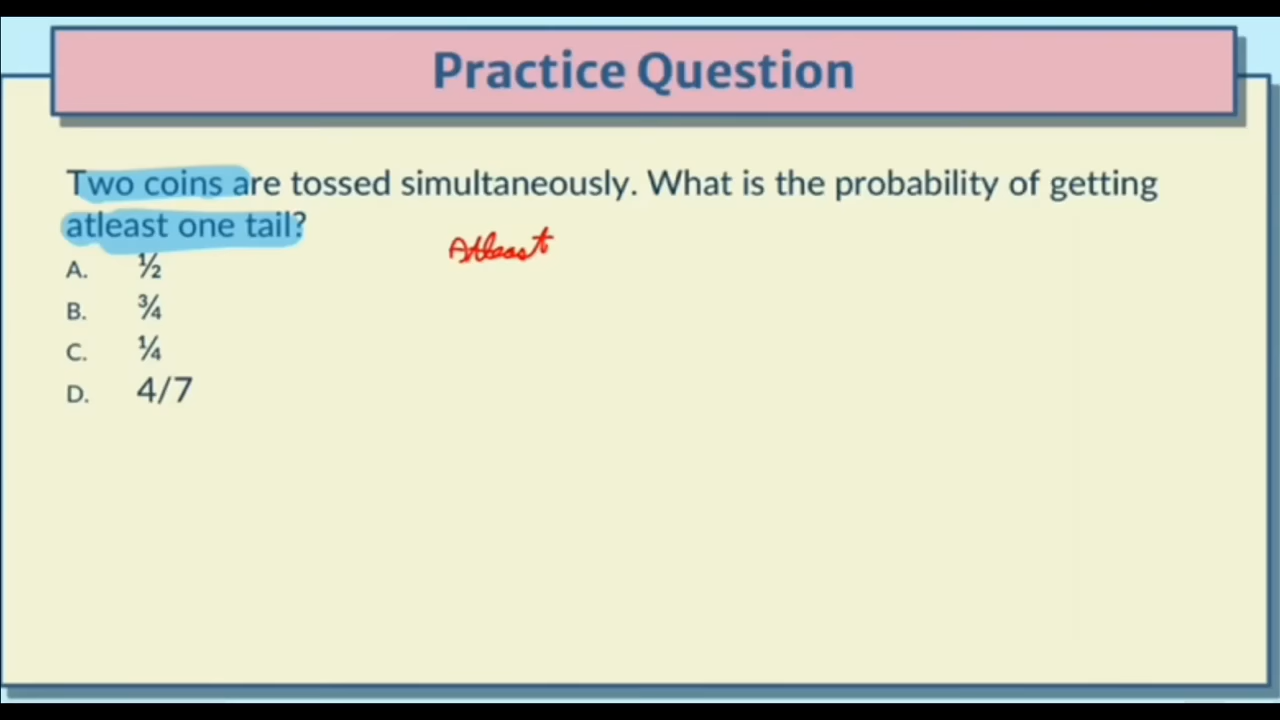 Practice Question
Two coins are tossed simultaneously. What is the probability of getting
atleast one tail?
Atleast
A. ½
B. ¾
C. ¼
D. 4/7